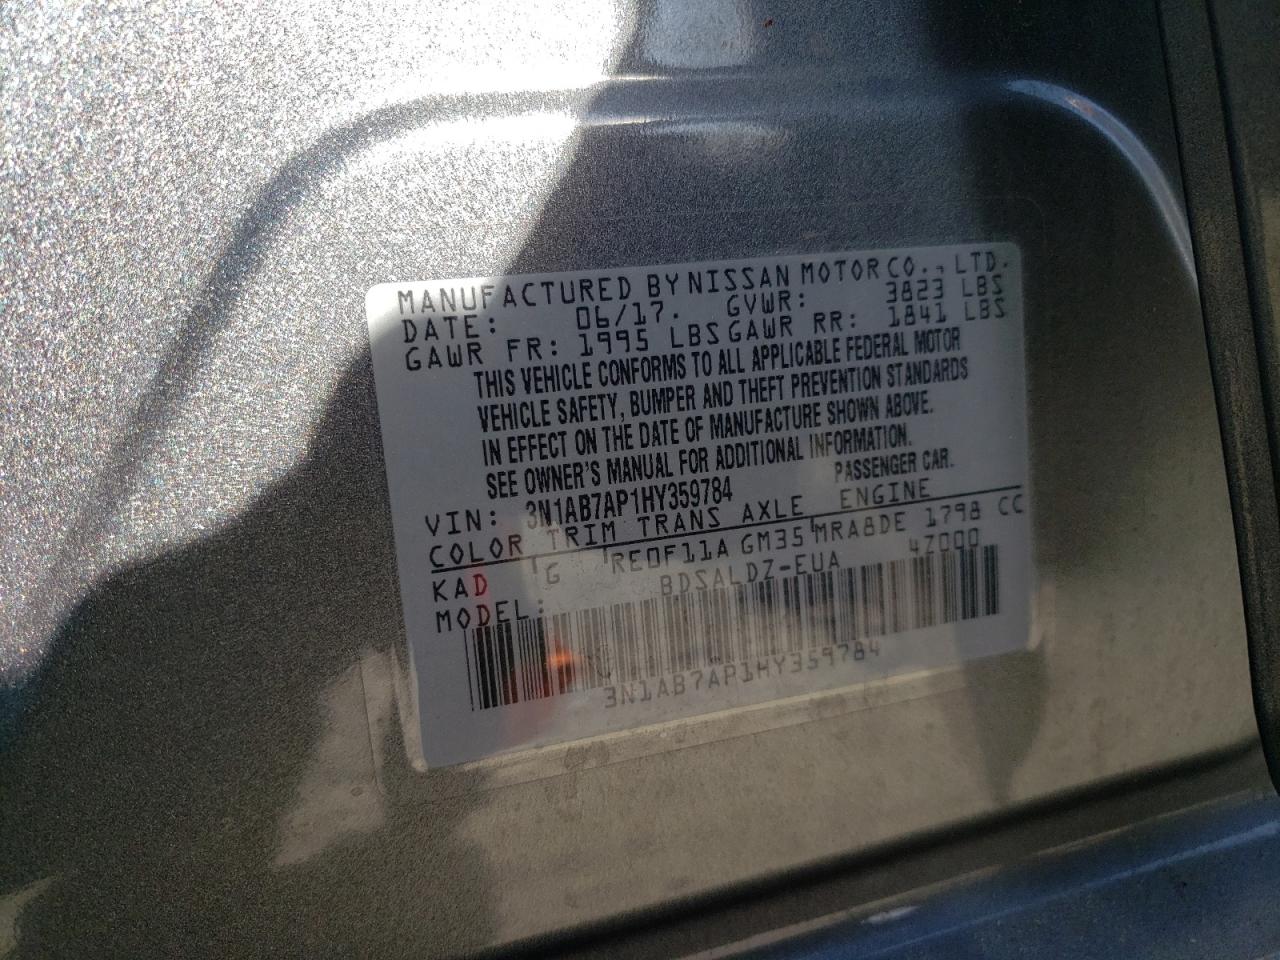 MANUFACTURED BY NISSAN MOTOR CO., LTD.
DATE: 06/17. GVWR: 3823 LBS
GAWR FR: 1995 LBS GAWR RR: 1841 LBS
THIS VEHICLE CONFORMS TO ALL APPLICABLE FEDERAL MOTOR
VEHICLE SAFETY, BUMPER AND THEFT PREVENTION STANDARDS
IN EFFECT ON THE DATE OF MANUFACTURE SHOWN ABOVE.
SEE OWNER'S MANUAL FOR ADDITIONAL INFORMATION.
VIN: 3N1AB7AP1HY359784 PASSENGER CAR.
COLOR TRIM TRANS AXLE ENGINE
KAD G RE0F11A GM35 MRA8DE 1798 CC
MODEL: BDSALDZ-EUA 47000
3N1AB7AP1HY359784